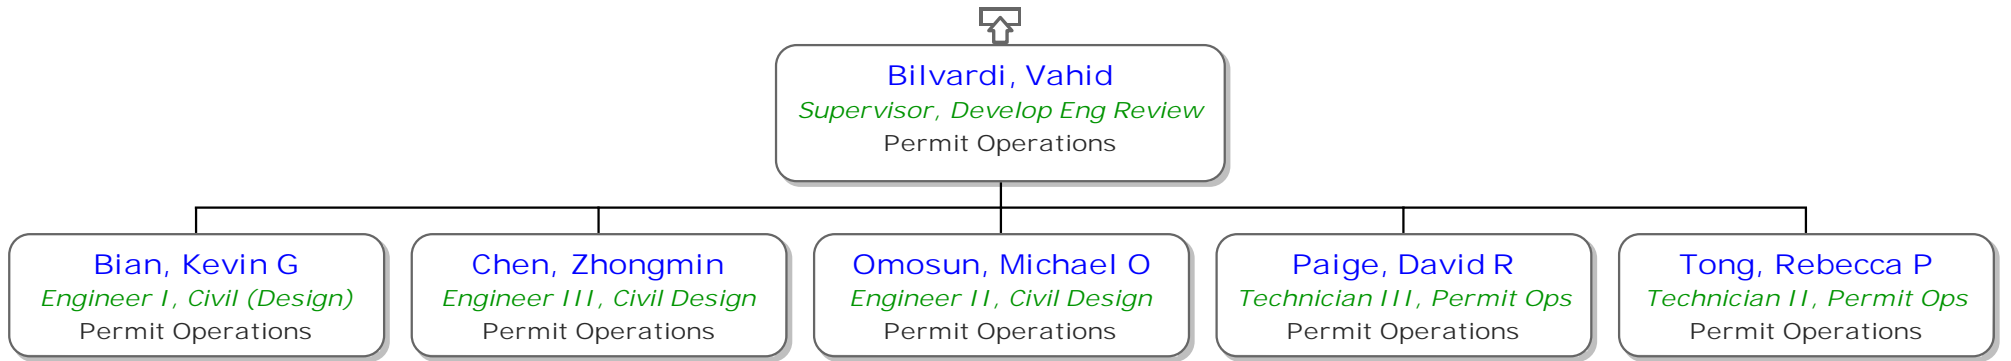 Bilvardi, Vahid
Supervisor, Develop Eng Review
Permit Operations
Bian, Kevin G
Engineer I, Civil (Design)
Permit Operations
Chen, Zhongmin
Engineer III, Civil Design
Permit Operations
Omosun, Michael O
Engineer II, Civil Design
Permit Operations
Paige, David R
Technician III, Permit Ops
Permit Operations
Tong, Rebecca P
Technician II, Permit Ops
Permit Operations